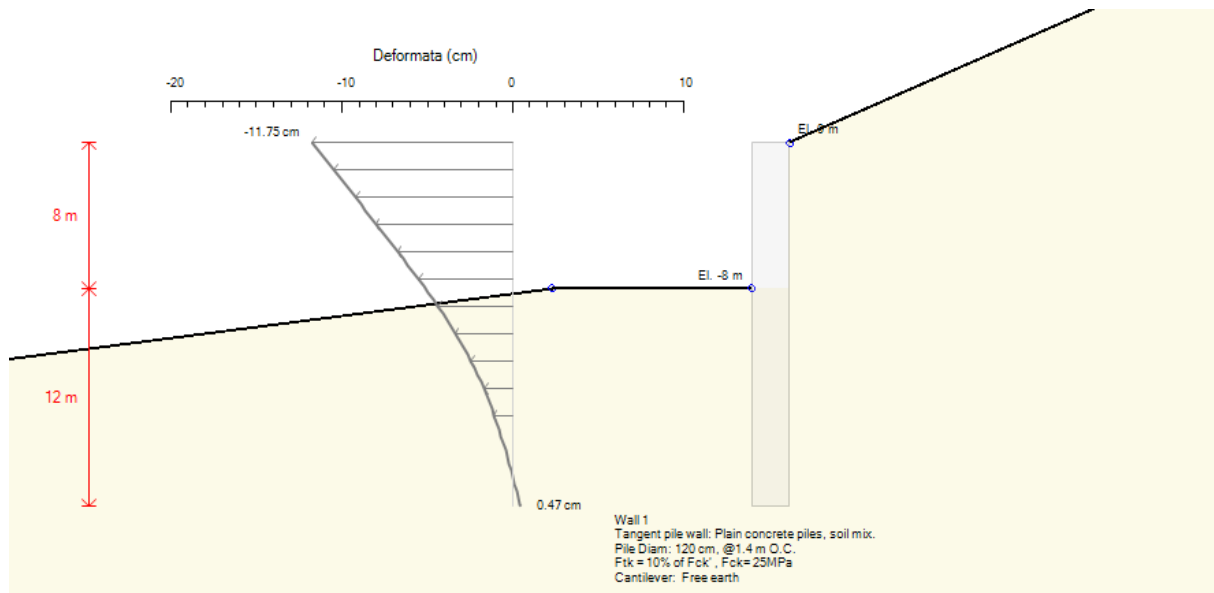 Deformata (cm)
-20
-10
0
10
-11.75 cm
El. 0 m
8 m
El. -8 m
12 m
0.47 cm
Wall 1
Tangent pile wall: Plain concrete piles, soil mix.
Pile Diam: 120 cm, @1.4 m O.C.
Ftk = 10% of Fck' , Fck= 25MPa
Cantilever: Free earth